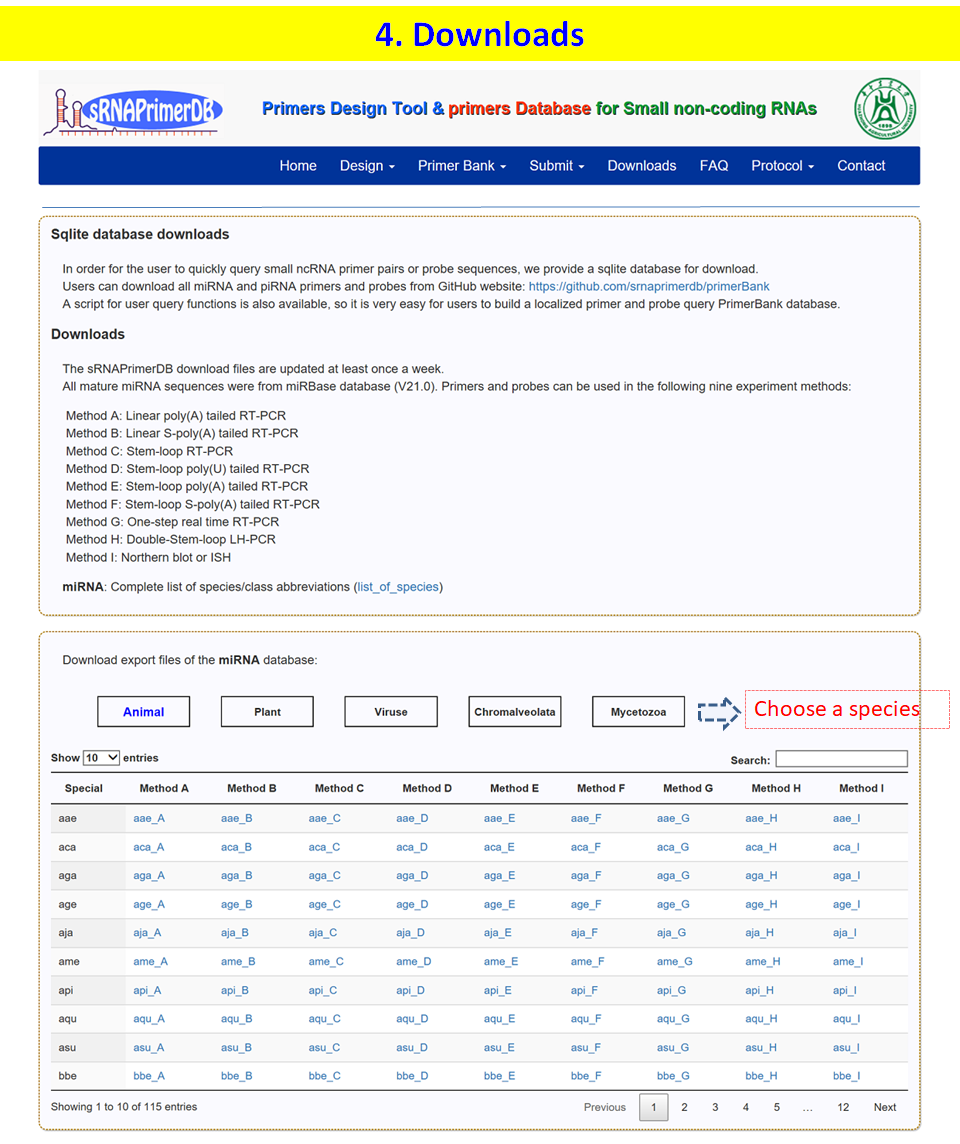 4. Downloads
sRNAPrimerDB
Primers Design Tool & primers Database for Small non-coding RNAs
Home Design Primer Bank Submit Downloads FAQ Protocol Contact
Sqlite database downloads
In order for the user to quickly query small ncRNA primer pairs or probe sequences, we provide a sqlite database for download.
Users can download all miRNA and piRNA primers and probes from GitHub website: https://github.com/srnaprimerdb/primerBank
A script for user query functions is also available, so it is very easy for users to build a localized primer and probe query PrimerBank database.
Downloads
The sRNAPrimerDB download files are updated at least once a week.
All mature miRNA sequences were from miRBase database (V21.0). Primers and probes can be used in the following nine experiment methods:
Method A: Linear poly(A) tailed RT-PCR
Method B: Linear S-poly(A) tailed RT-PCR
Method C: Stem-loop RT-PCR
Method D: Stem-loop poly(U) tailed RT-PCR
Method E: Stem-loop poly(A) tailed RT-PCR
Method F: Stem-loop S-poly(A) tailed RT-PCR
Method G: One-step real time RT-PCR
Method H: Double-Stem-loop LH-PCR
Method I: Northern blot or ISH
miRNA: Complete list of species/class abbreviations (list_of_species)
Download export files of the miRNA database:
Animal Plant Viruse Chromalveolata Mycetozoa Choose a species
Show 10 entries Search:
Special Method A Method B Method C Method D Method E Method F Method G Method H Method I
aae aae_A aae_B aae_C aae_D aae_E aae_F aae_G aae_H aae_I
aca aca_A aca_B aca_C aca_D aca_E aca_F aca_G aca_H aca_I
aga aga_A aga_B aga_C aga_D aga_E aga_F aga_G aga_H aga_I
age age_A age_B age_C age_D age_E age_F age_G age_H age_I
aja aja_A aja_B aja_C aja_D aja_E aja_F aja_G aja_H aja_I
ame ame_A ame_B ame_C ame_D ame_E ame_F ame_G ame_H ame_I
api api_A api_B api_C api_D api_E api_F api_G api_H api_I
aqu aqu_A aqu_B aqu_C aqu_D aqu_E aqu_F aqu_G aqu_H aqu_I
asu asu_A asu_B asu_C asu_D asu_E asu_F asu_G asu_H asu_I
bbe bbe_A bbe_B bbe_C bbe_D bbe_E bbe_F bbe_G bbe_H bbe_I
Showing 1 to 10 of 115 entries Previous 1 2 3 4 5 ... 12 Next